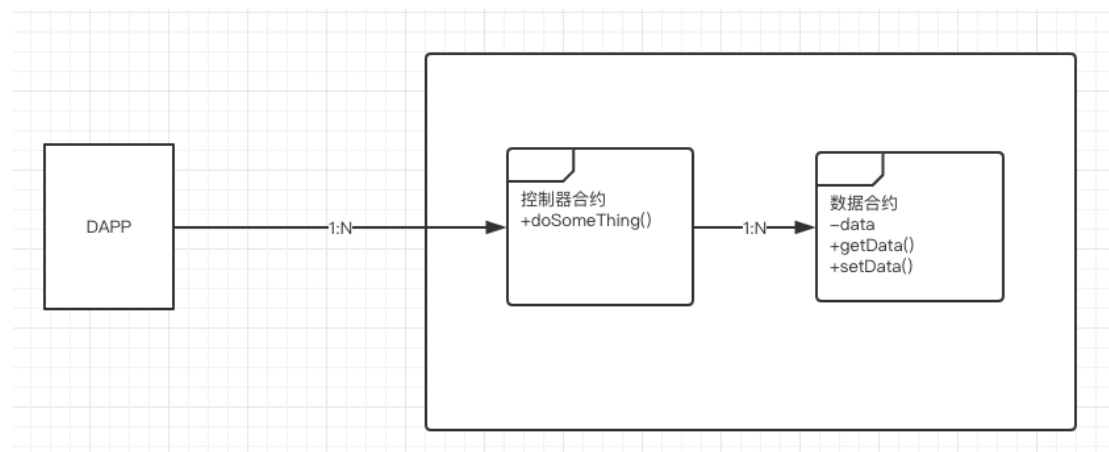 DAPP
1:N
控制器合约
+doSomeThing()
1:N
数据合约
-data
+getData()
+setData()